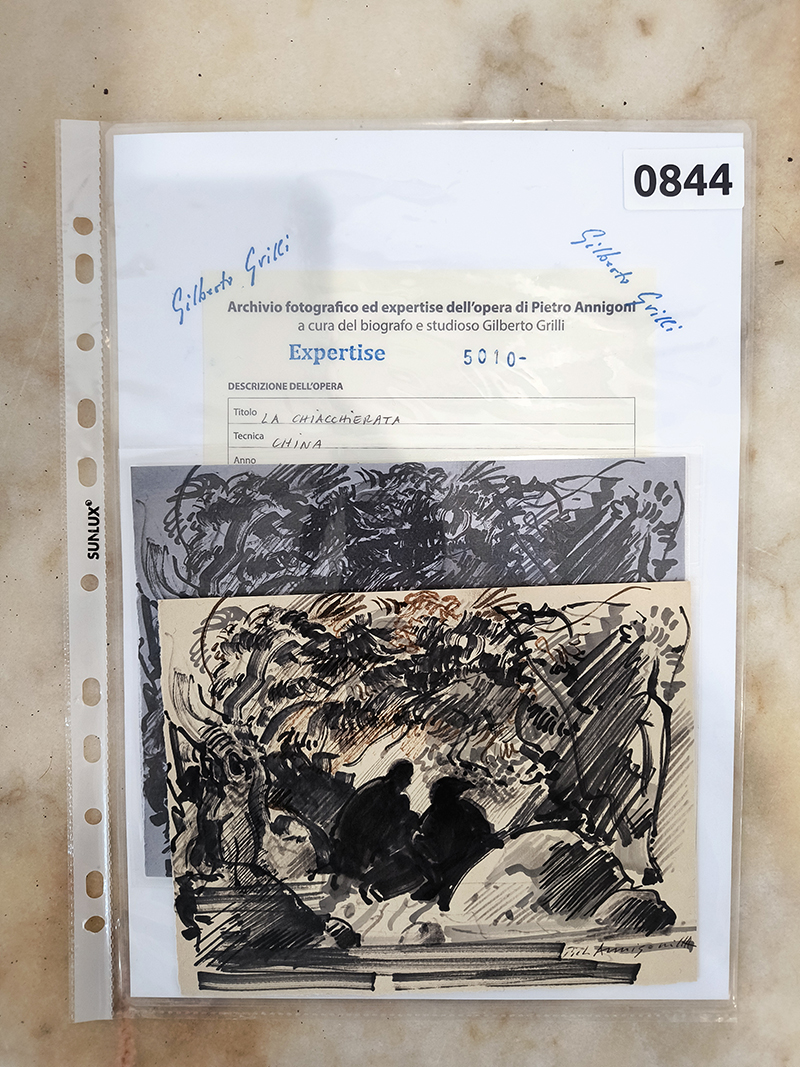 0844
Gilberto Grilli
Gilberto Grilli
Archivio fotografico ed expertise dell'opera di Pietro Annigoni
a cura del biografo e studioso Gilberto Grilli
Expertise 5010-
DESCRIZIONE DELL'OPERA
Titolo LA CHIACCHIERATA
Tecnica CHINA
Anno
SUNLUX®
Annigoni